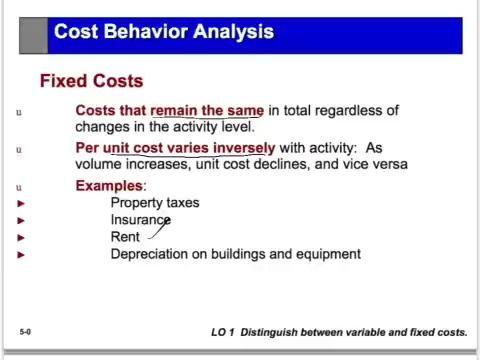 Cost Behavior Analysis
Fixed Costs
u Costs that remain the same in total regardless of
changes in the activity level.
u Per unit cost varies inversely with activity: As
volume increases, unit cost declines, and vice versa
u Examples:
► Property taxes
► Insurance
► Rent
► Depreciation on buildings and equipment
5-0
LO 1 Distinguish between variable and fixed costs.